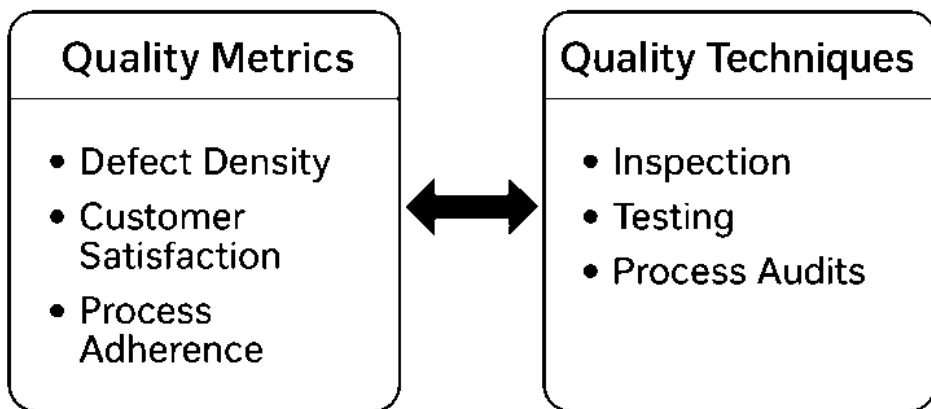 Quality Metrics
• Defect Density
• Customer
Satisfaction
• Process
Adherence
Quality Techniques
• Inspection
• Testing
• Process Audits